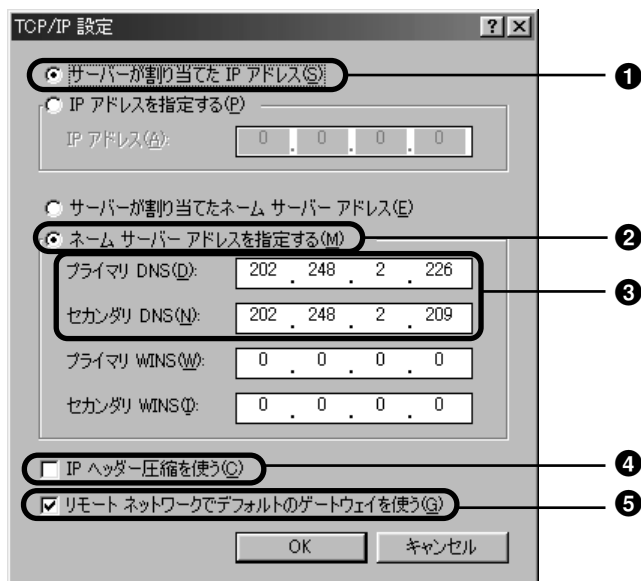 TCP/IP 設定
サーバーが割り当てた IP アドレス(S)
❶
IP アドレスを指定する(P)
IP アドレス(A):
0 . 0 . 0 . 0
サーバーが割り当てたネーム サーバー アドレス(E)
ネーム サーバー アドレスを指定する(M)
❷
プライマリ DNS(D):
202 . 248 . 2 . 226
❸
セカンダリ DNS(N):
202 . 248 . 2 . 209
プライマリ WINS(W):
0 . 0 . 0 . 0
セカンダリ WINS(I):
0 . 0 . 0 . 0
IP ヘッダー圧縮を使う(C)
❹
リモート ネットワークでデフォルトのゲートウェイを使う(G)
❺
OK
キャンセル